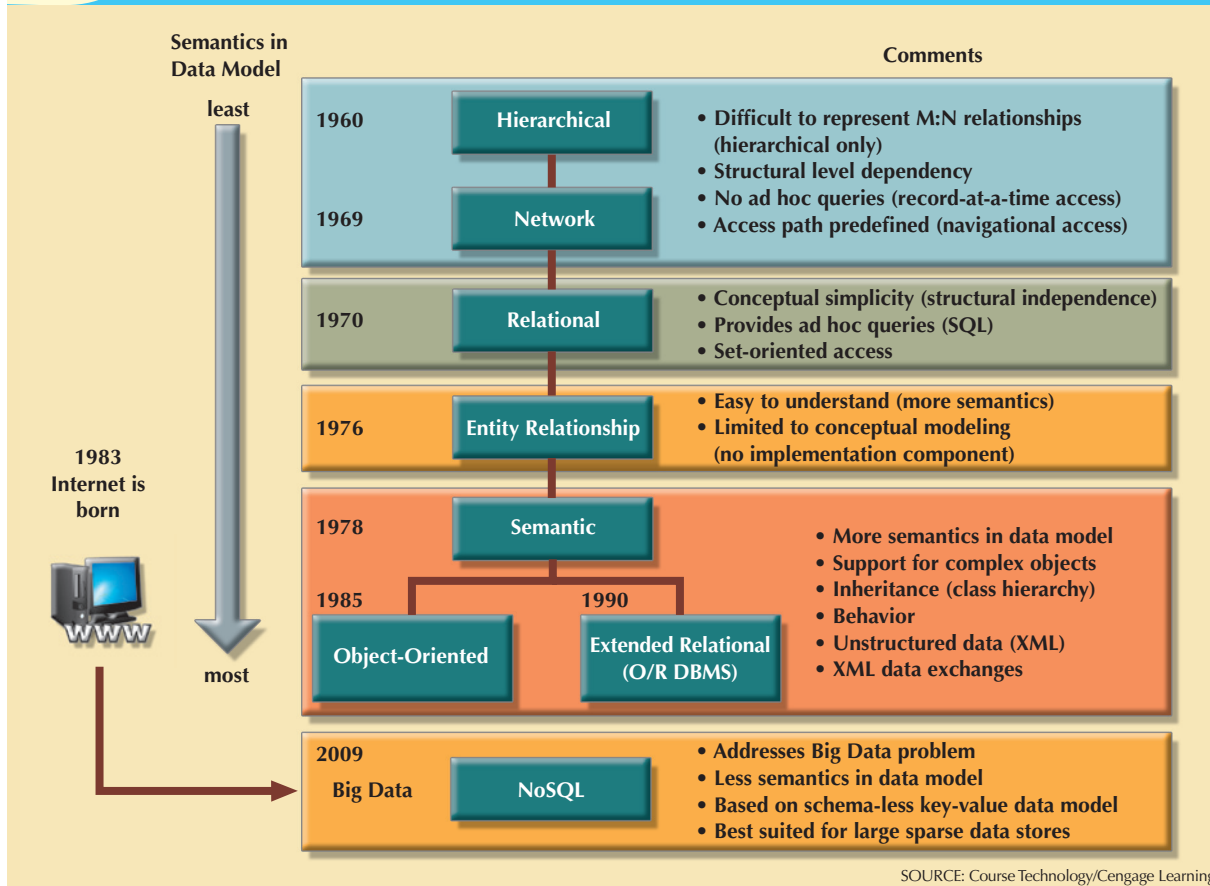 Semantics in
Data Model
least
most
Comments
1960
Hierarchical
1969
Network
• Difficult to represent M:N relationships
(hierarchical only)
• Structural level dependency
• No ad hoc queries (record-at-a-time access)
• Access path predefined (navigational access)
1970
Relational
• Conceptual simplicity (structural independence)
• Provides ad hoc queries (SQL)
• Set-oriented access
1976
Entity Relationship
• Easy to understand (more semantics)
• Limited to conceptual modeling
(no implementation component)
1983
Internet is
born
WWW
1978
Semantic
1985
Object-Oriented
1990
Extended Relational
(O/R DBMS)
• More semantics in data model
• Support for complex objects
• Inheritance (class hierarchy)
• Behavior
• Unstructured data (XML)
• XML data exchanges
2009
Big Data
NoSQL
• Addresses Big Data problem
• Less semantics in data model
• Based on schema-less key-value data model
• Best suited for large sparse data stores
SOURCE: Course Technology/Cengage Learning